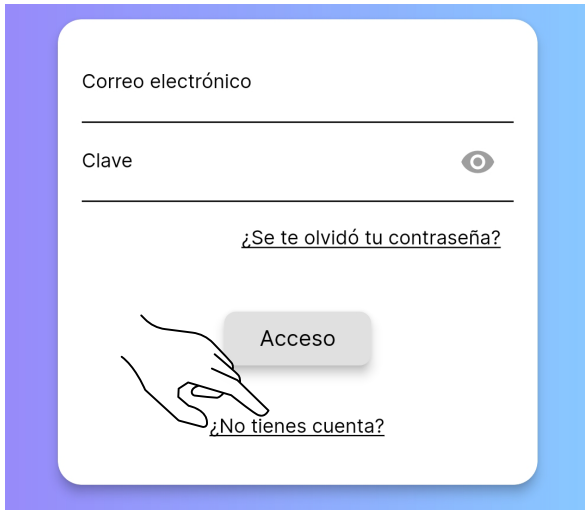 Correo electrónico
Clave
¿Se te olvidó tu contraseña?
Acceso
¿No tienes cuenta?